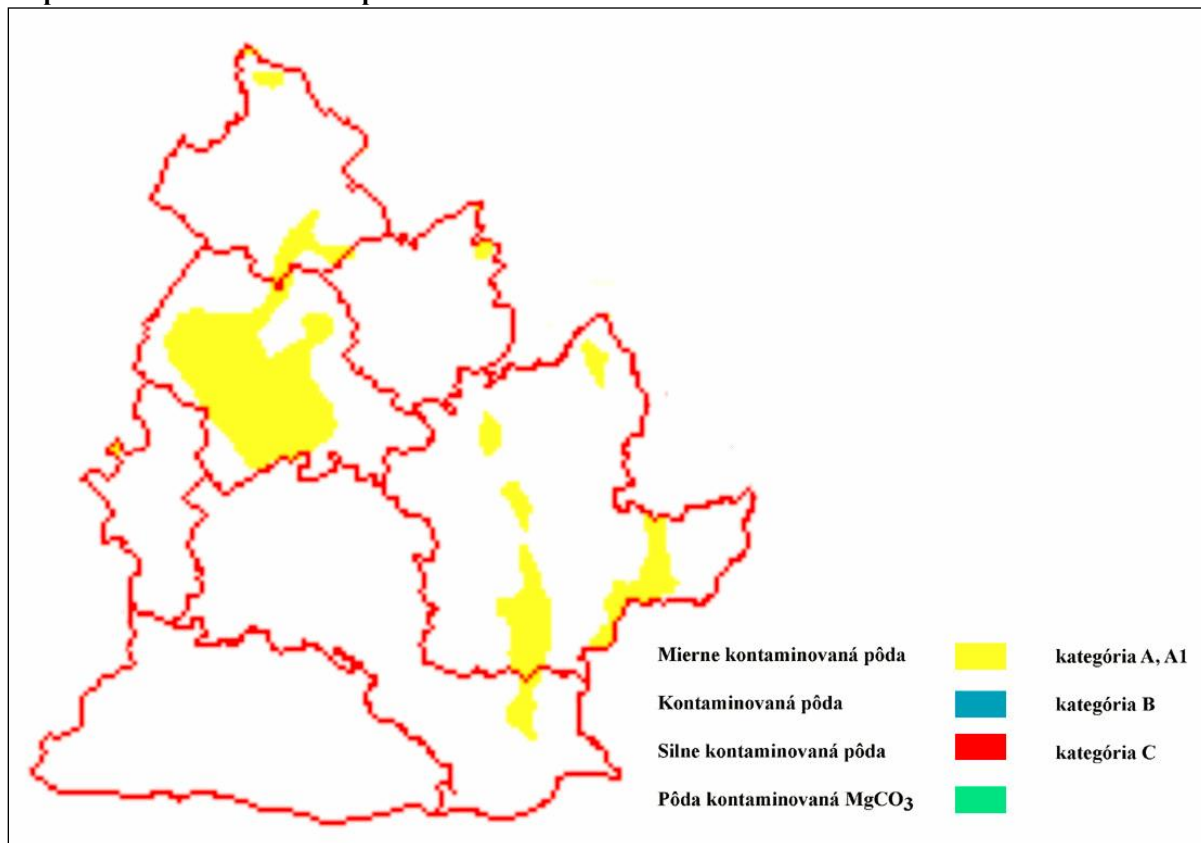 Mierne kontaminovaná pôda kategória A, A1
Kontaminovaná pôda kategória B
Silne kontaminovaná pôda kategória C
Pôda kontaminovaná MgCO₃